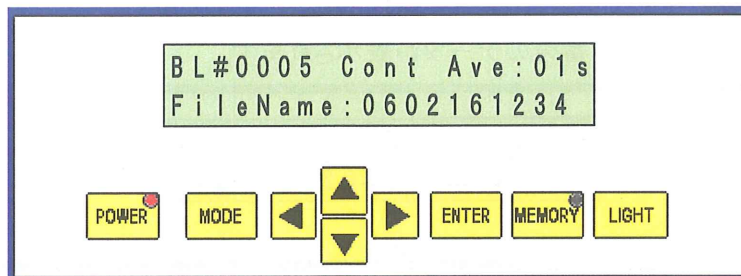 BL#0005 Cont Ave:01s
FileName:0602161234
POWER MODE ENTER MEMORY LIGHT